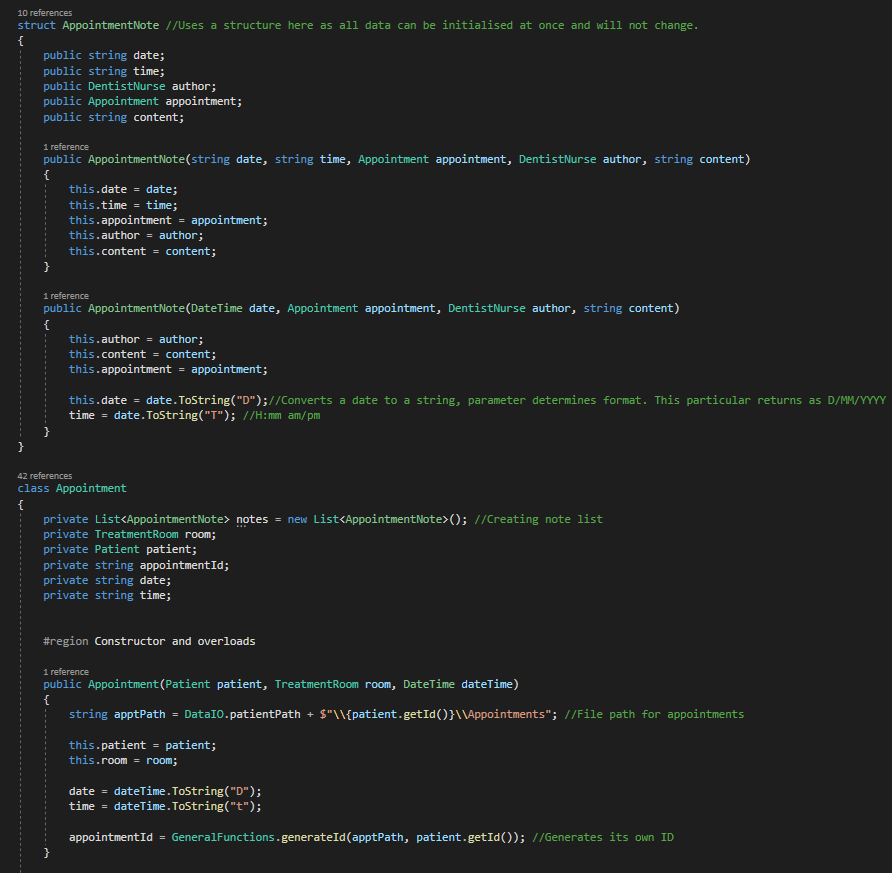 10 references
struct AppointmentNote //Uses a structure here as all data can be initialised at once and will not change.
{
public string date;
public string time;
public DentistNurse author;
public Appointment appointment;
public string content;
1 reference
public AppointmentNote(string date, string time, Appointment appointment, DentistNurse author, string content)
{
this.date = date;
this.time = time;
this.appointment = appointment;
this.author = author;
this.content = content;
}
1 reference
public AppointmentNote(DateTime date, Appointment appointment, DentistNurse author, string content)
{
this.author = author;
this.content = content;
this.appointment = appointment;
this.date = date.ToString("D");//Converts a date to a string, parameter determines format. This particular returns as D/MM/YYYY
time = date.ToString("T"); //H:mm am/pm
}
}
42 references
class Appointment
{
private List<AppointmentNote> notes = new List<AppointmentNote>(); //Creating note list
private TreatmentRoom room;
private Patient patient;
private string appointmentId;
private string date;
private string time;
#region Constructor and overloads
1 reference
public Appointment(Patient patient, TreatmentRoom room, DateTime dateTime)
{
string apptPath = DataIO.patientPath + $"\\{patient.getId()}\\Appointments"; //File path for appointments
this.patient = patient;
this.room = room;
date = dateTime.ToString("D");
time = dateTime.ToString("t");
appointmentId = GeneralFunctions.generateId(apptPath, patient.getId()); //Generates its own ID
}